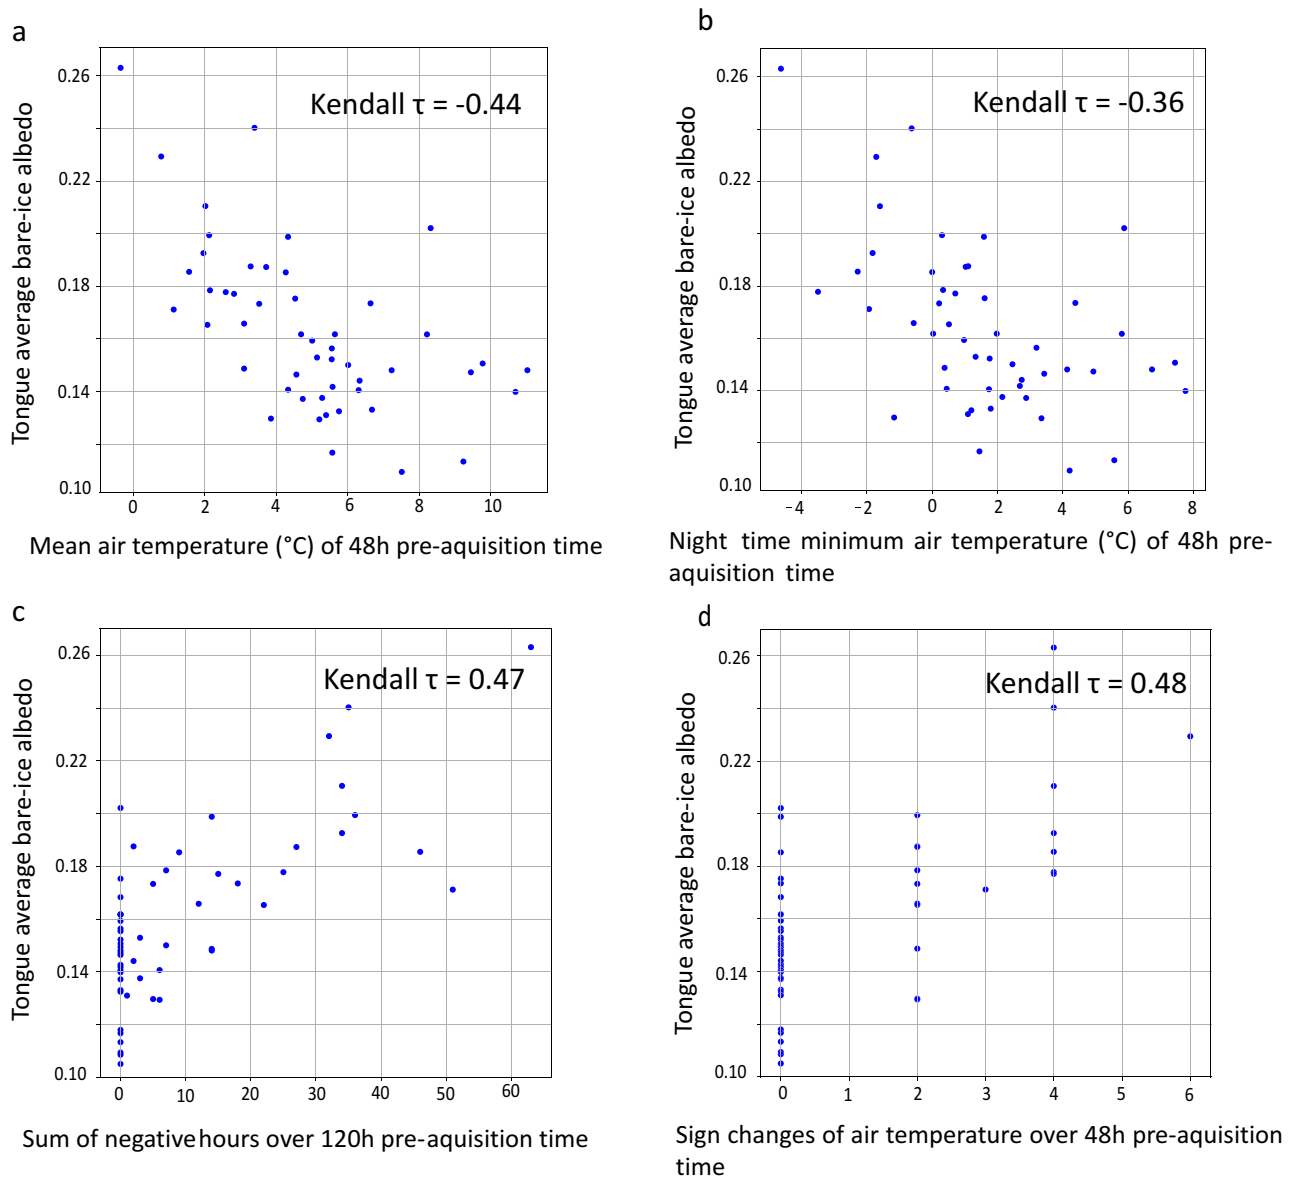 a
Kendall τ = -0.44
Tongue average bare-ice albedo
0.26
0.22
0.18
0.14
0.10
0 2 4 6 8 10
Mean air temperature (°C) of 48h pre-aquisition time
b
Kendall τ = -0.36
Tongue average bare-ice albedo
0.26
0.22
0.18
0.14
0.10
−4 −2 0 2 4 6 8
Night time minimum air temperature (°C) of 48h pre-
aquisition time
c
Kendall τ = 0.47
Tongue average bare-ice albedo
0.26
0.22
0.18
0.14
0.10
0 10 20 30 40 50 60
Sum of negative hours over 120h pre-aquisition time
d
Kendall τ = 0.48
Tongue average bare-ice albedo
0.26
0.22
0.18
0.14
0.10
0 1 2 3 4 5 6
Sign changes of air temperature over 48h pre-aquisition
time